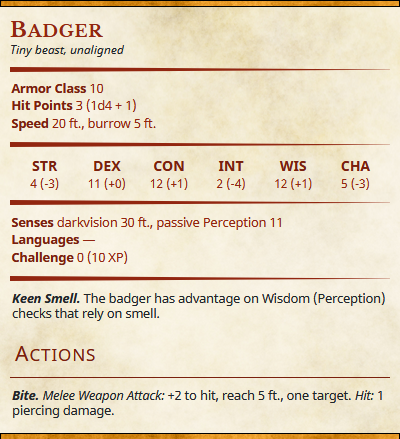 BADGER
Tiny beast, unaligned
Armor Class 10
Hit Points 3 (1d4 + 1)
Speed 20 ft., burrow 5 ft.
STR DEX CON INT WIS CHA
4 (-3) 11 (+0) 12 (+1) 2 (-4) 12 (+1) 5 (-3)
Senses darkvision 30 ft., passive Perception 11
Languages —
Challenge 0 (10 XP)
Keen Smell. The badger has advantage on Wisdom (Perception)
checks that rely on smell.
ACTIONS
Bite. Melee Weapon Attack: +2 to hit, reach 5 ft., one target. Hit: 1
piercing damage.